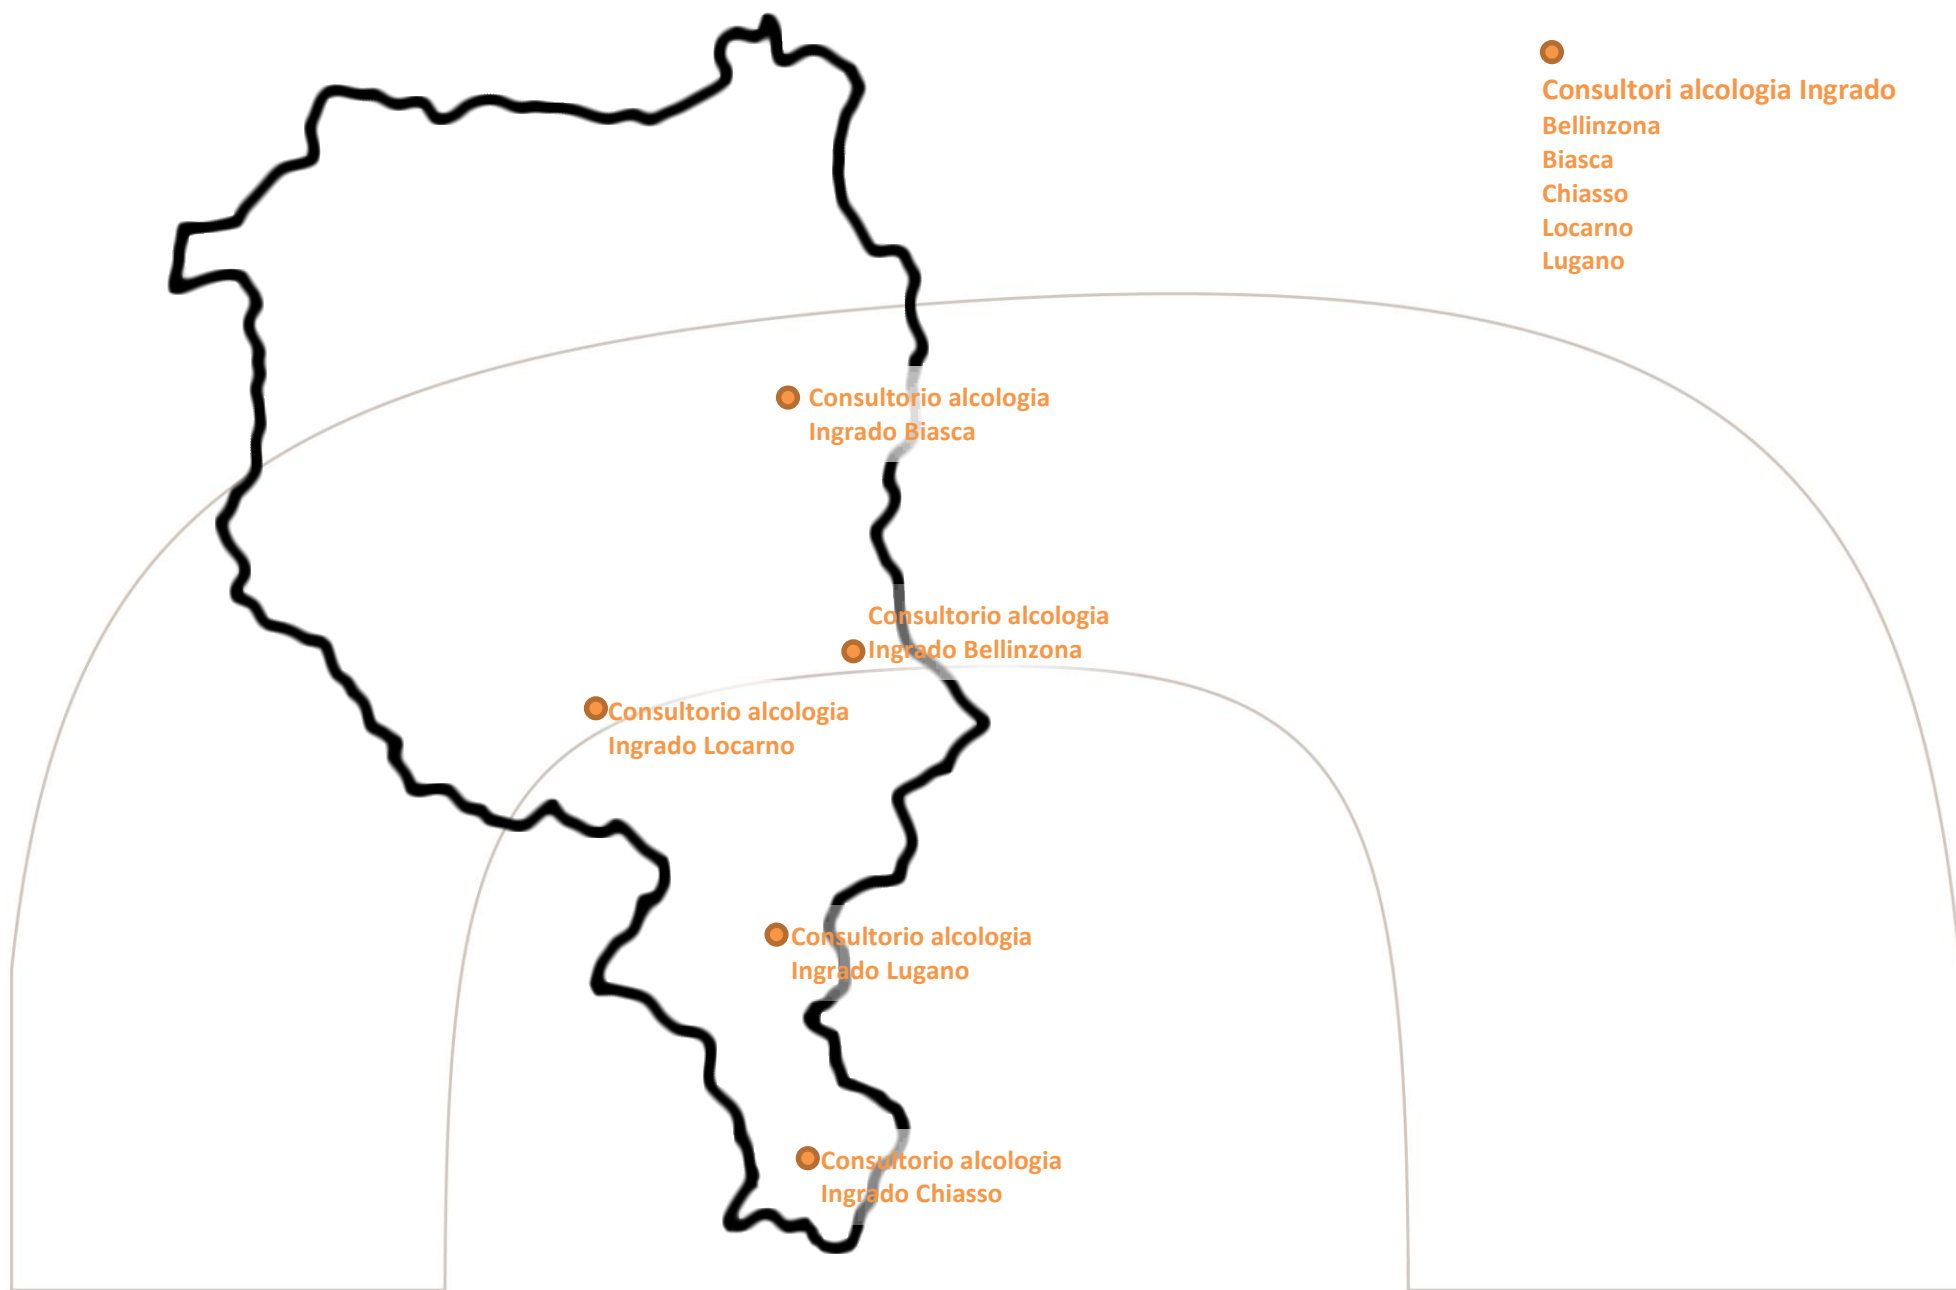 Consultori alcologia Ingrado
Bellinzona
Biasca
Chiasso
Locarno
Lugano
Consultorio alcologia
Ingrado Biasca
Consultorio alcologia
Ingrado Bellinzona
Consultorio alcologia
Ingrado Locarno
Consultorio alcologia
Ingrado Lugano
Consultorio alcologia
Ingrado Chiasso